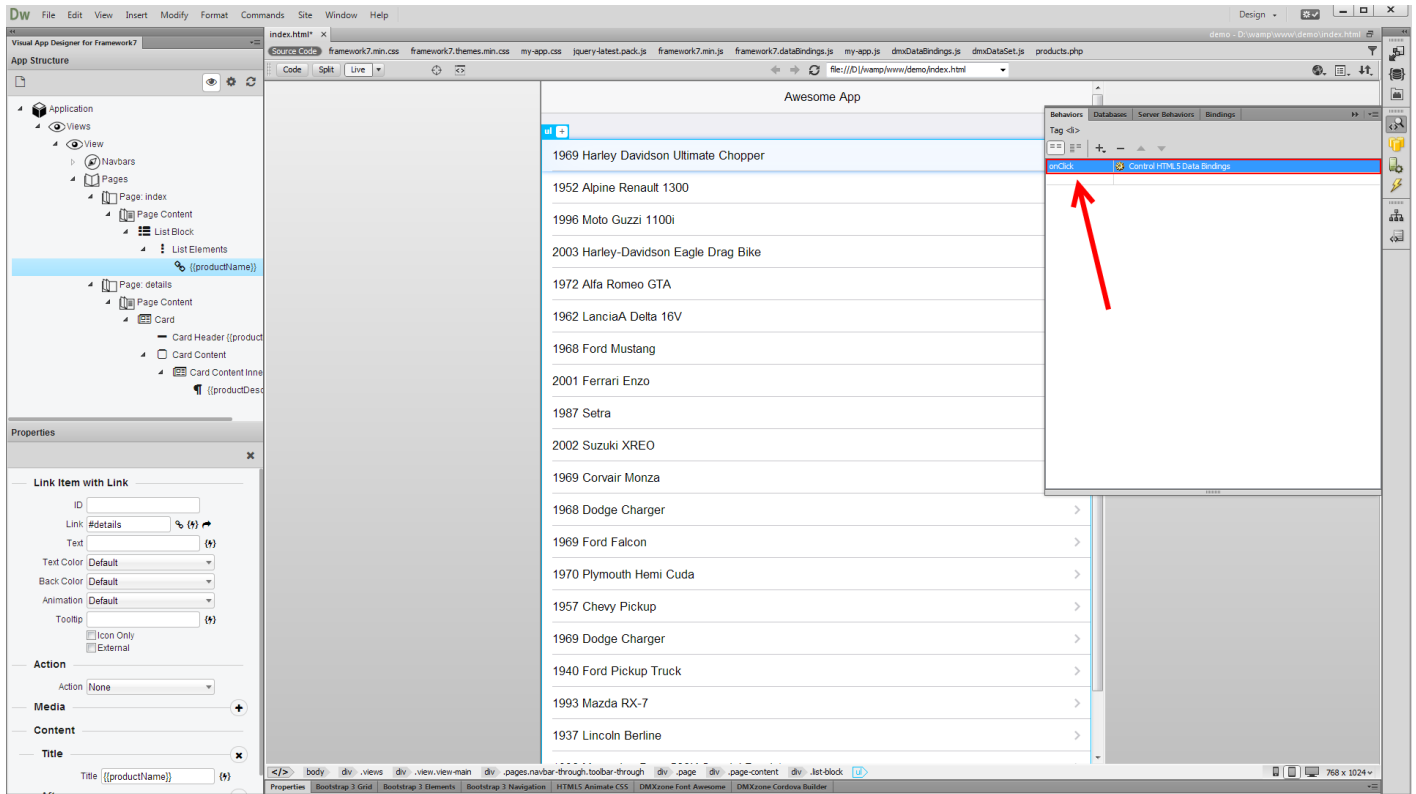 DW File Edit View Insert Modify Format Commands Site Window Help Design
index.html* × demo - D:\wamp\www\demo\index.html
Visual App Designer for Framework7
Source Code framework7.min.css framework7.themes.min.css my-app.css jquery-latest.pack.js framework7.min.js framework7.dataBindings.js my-app.js dmxDataBindings.js dmxDataSet.js products.php
App Structure
Code Split Live file:///D|/wamp/www/demo/index.html
Application
Views
View
Navbars
Pages
Page: index
Page Content
List Block
List Elements
{{productName}}
Page: details
Page Content
Card
Card Header {{product
Card Content
Card Content Inne
{{productDesc
Properties
Link Item with Link
ID
Link #details
Text
Text Color Default
Back Color Default
Animation Default
Tooltip
Icon Only
External
Action
Action None
Media
Content
Title
Title {{productName}}
Awesome App
ul +
1969 Harley Davidson Ultimate Chopper
1952 Alpine Renault 1300
1996 Moto Guzzi 1100i
2003 Harley-Davidson Eagle Drag Bike
1972 Alfa Romeo GTA
1962 LanciaA Delta 16V
1968 Ford Mustang
2001 Ferrari Enzo
1987 Setra
2002 Suzuki XREO
1969 Corvair Monza
1968 Dodge Charger
1969 Ford Falcon
1970 Plymouth Hemi Cuda
1957 Chevy Pickup
1969 Dodge Charger
1940 Ford Pickup Truck
1993 Mazda RX-7
1937 Lincoln Berline
Behaviors Databases Server Behaviors Bindings
Tag <li>
onClick Control HTML5 Data Bindings
</> body div .views div .view.view-main div .pages.navbar-through.toolbar-through div .page div .page-content div .list-block ul 768 x 1024
Properties Bootstrap 3 Grid Bootstrap 3 Elements Bootstrap 3 Navigation HTML5 Animate CSS DMXzone Font Awesome DMXzone Cordova Builder